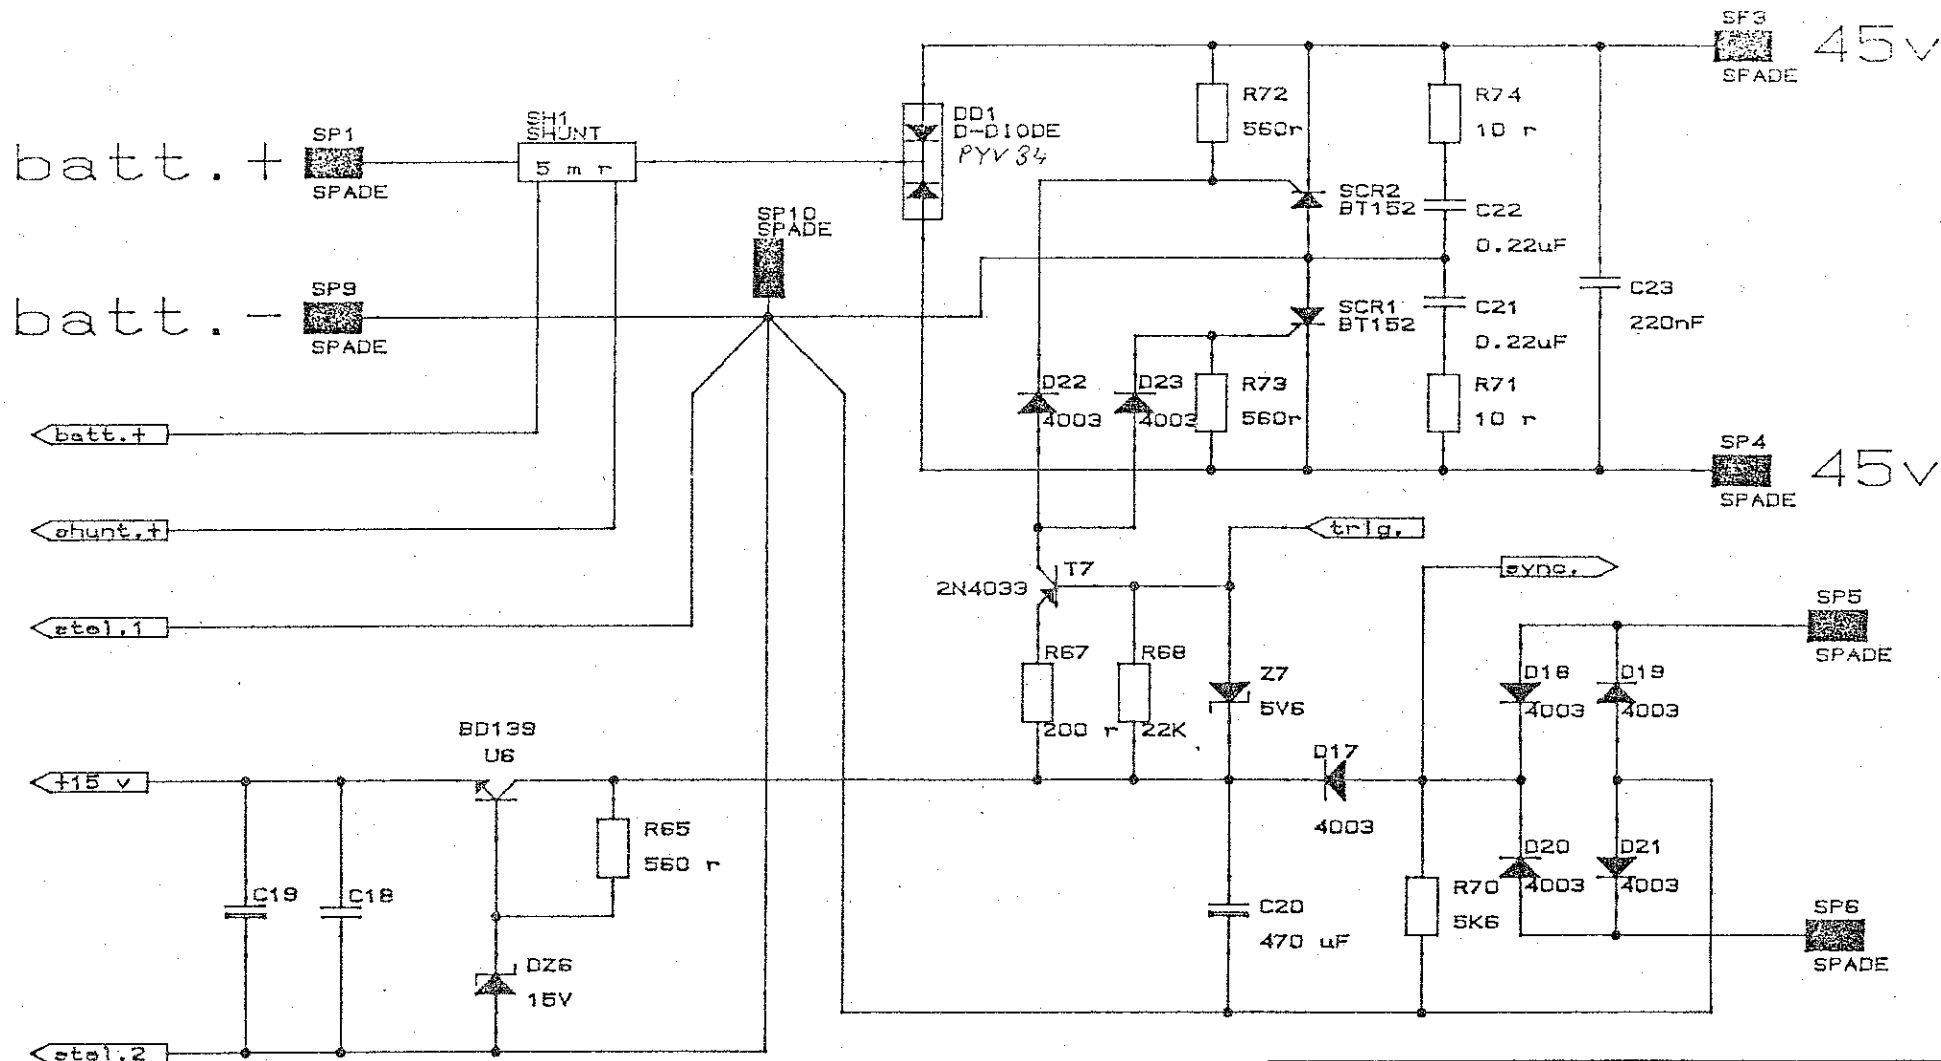 SF3
SPADE
45v
batt.+
SP1
SPADE
SH1
SHUNT
5 m r
DD1
D-DIODE
PYV 34
R72
560r
R74
10 r
SCR2
BT152
C22
0.22uF
SP10
SPADE
batt.-
SP9
SPADE
SCR1
BT152
C21
0.22uF
C23
220nF
D22
4003
D23
4003
R73
560r
R71
10 r
batt.+
SP4
SPADE
45v
shunt.+
trig.
T7
2N4033
sync.
SP5
SPADE
stel.1
R67
200 r
R68
22K
Z7
5V6
D18
4003
D19
4003
BD139
U6
+15 v
D17
4003
R65
560 r
D20
4003
D21
4003
C19
C18
C20
470 uF
R70
5K6
SP6
SPADE
DZ6
15V
stel.2